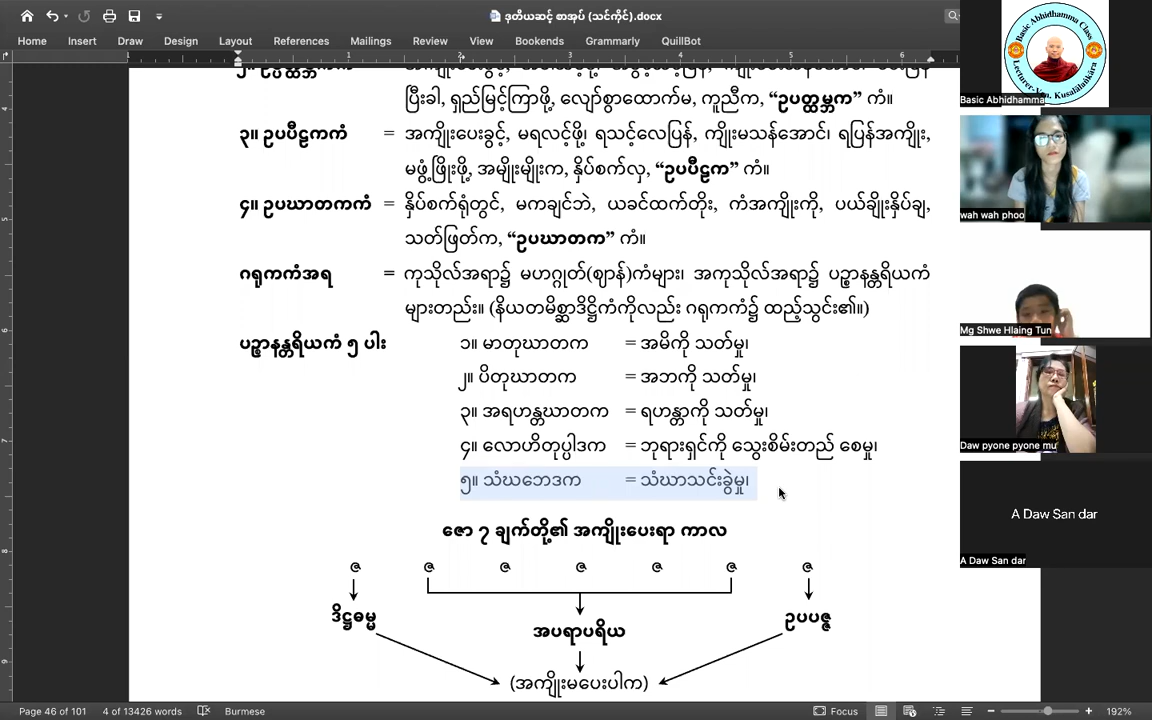 ဒုတိယဆင့် စာအုပ် (သင်ကိုင်).docx
Home Insert Draw Design Layout References Mailings Review View Bookends Grammarly QuillBot
ပြီးခါ, ရှည်မြင့်ကြာဖို့, လျော်စွာထောက်မ, ကူညီက, “ဥပတ္ထမ္ဘက” ကံ။
၃။ ဥပပီဠကကံ = အကျိုးပေးခွင့်, မရလင့်ဖို့၊ ရသင့်လေပြန်, ကျိုးမသန်အောင်၊ ရပြန်အကျိုး,
မဖွံ့ဖြိုးဖို့, အမျိုးမျိုးက, နှိပ်စက်လှ, “ဥပပီဠက” ကံ။
၄။ ဥပဃာတကကံ = နှိပ်စက်ရုံတွင်, မကချင်ဘဲ, ယခင်ထက်တိုး, ကံအကျိုးကို, ပယ်ချိုးနှိပ်ချ,
သတ်ဖြတ်က, “ဥပဃာတက” ကံ။
ဂရုကကံအရ = ကုသိုလ်အရာ၌ မဟဂ္ဂုတ်(ဈာန်)ကံများ၊ အကုသိုလ်အရာ၌ ပဉ္စာနန္တရိယကံ
များတည်း။ (နိယတမိစ္ဆာဒိဋ္ဌိကံကိုလည်း ဂရုကကံ၌ ထည့်သွင်း၏။)
ပဉ္စာနန္တရိယကံ ၅ ပါး ၁။ မာတုဃာတက = အမိကို သတ်မှု၊
၂။ ပိတုဃာတက = အဘကို သတ်မှု၊
၃။ အရဟန္တဃာတက = ရဟန္တာကို သတ်မှု၊
၄။ လောဟိတုပ္ပါဒက = ဘုရားရှင်ကို သွေးစိမ်းတည် စေမှု၊
၅။ သံဃဘေဒက = သံဃာသင်းခွဲမှု၊
ဇော ၇ ချက်တို့၏ အကျိုးပေးရာ ကာလ
ဇ ဇ ဇ ဇ ဇ ဇ ဇ
ဒိဋ္ဌဓမ္မ အပရာပရိယ ဥပပဇ္ဇ
(အကျိုးမပေးပါက)
Page 46 of 101 4 of 13426 words Burmese Focus 192%
Basic Abhidhamma Class
Lecturer-Ven. Kusalālaṅkāra
Basic Abhidhamma
wah wah phoo
Mg Shwe Hlaing Tun
Daw pyone pyone mu
A Daw San dar
A Daw San dar